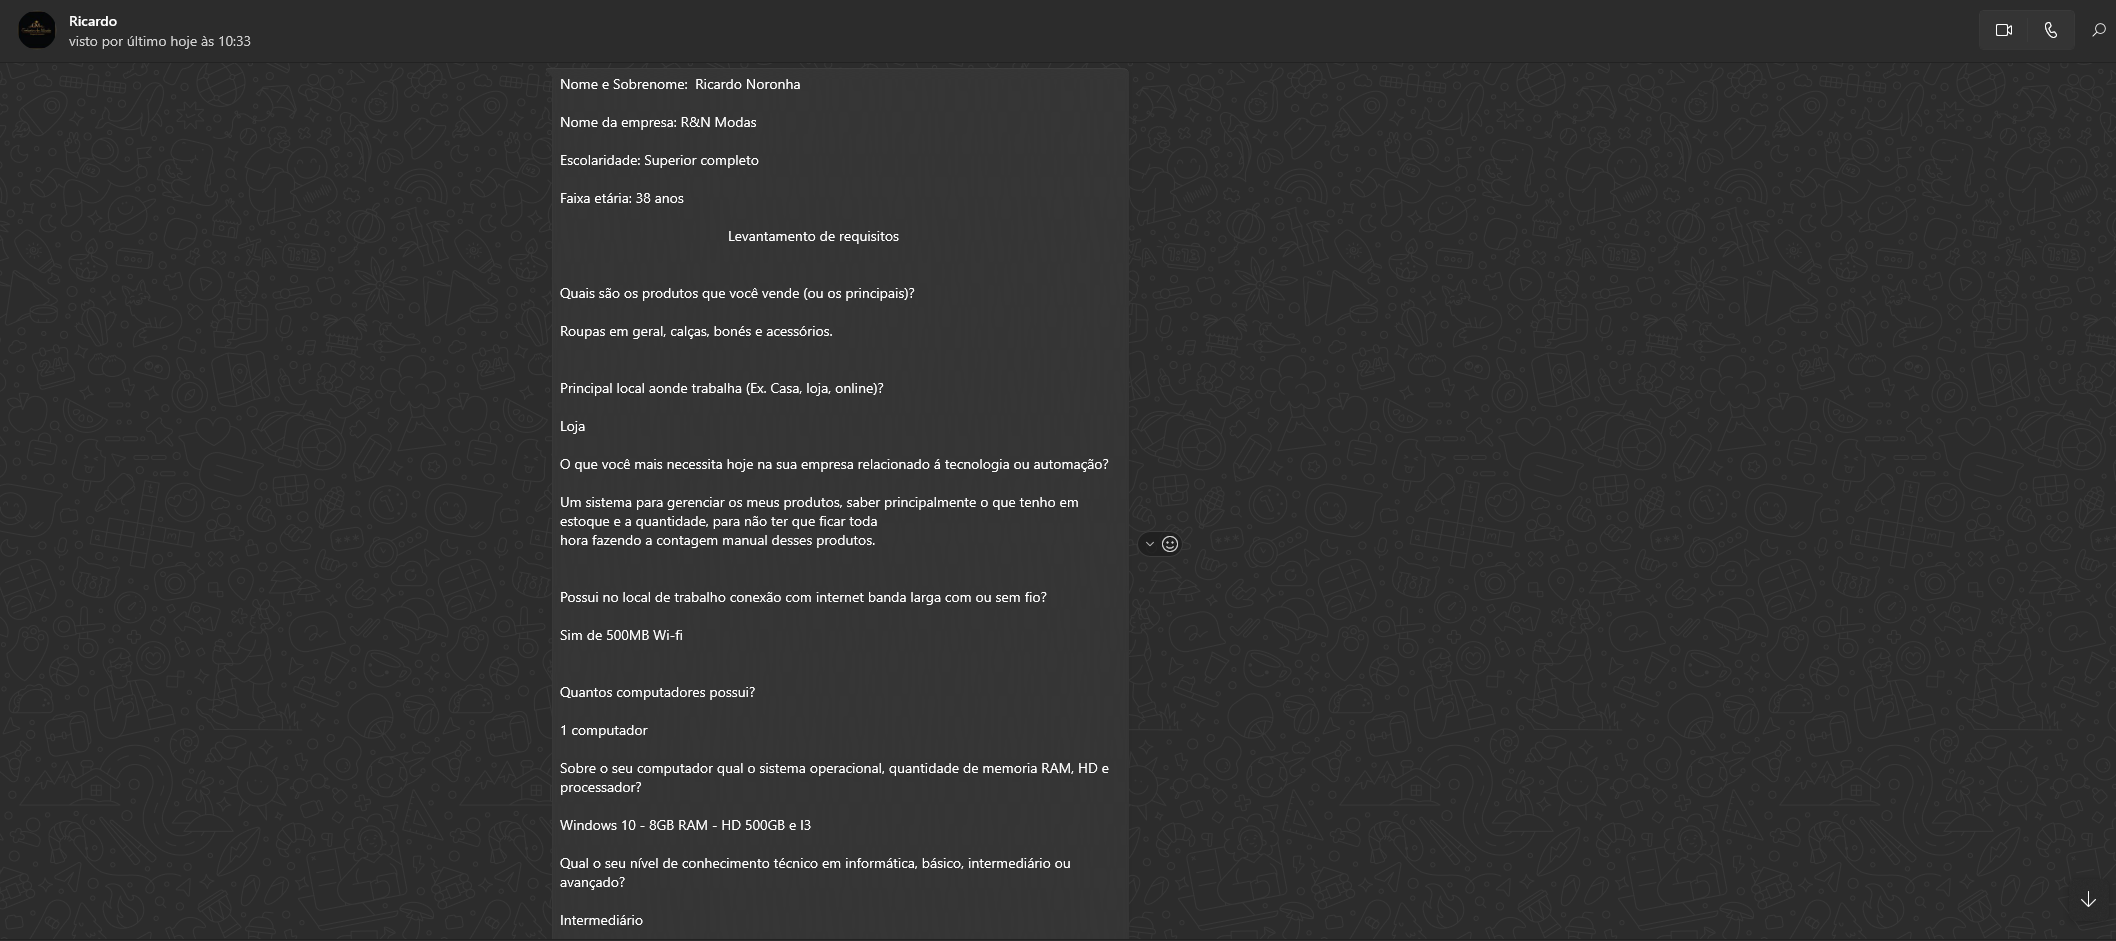 Ricardo
visto por último hoje às 10:33
Nome e Sobrenome:  Ricardo Noronha
Nome da empresa: R&N Modas
Escolaridade: Superior completo
Faixa etária: 38 anos
Levantamento de requisitos
Quais são os produtos que você vende (ou os principais)?
Roupas em geral, calças, bonés e acessórios.
Principal local aonde trabalha (Ex. Casa, loja, online)?
Loja
O que você mais necessita hoje na sua empresa relacionado á tecnologia ou automação?
Um sistema para gerenciar os meus produtos, saber principalmente o que tenho em
estoque e a quantidade, para não ter que ficar toda
hora fazendo a contagem manual desses produtos.
Possui no local de trabalho conexão com internet banda larga com ou sem fio?
Sim de 500MB Wi-fi
Quantos computadores possui?
1 computador
Sobre o seu computador qual o sistema operacional, quantidade de memoria RAM, HD e
processador?
Windows 10 - 8GB RAM - HD 500GB e I3
Qual o seu nível de conhecimento técnico em informática, básico, intermediário ou
avançado?
Intermediário